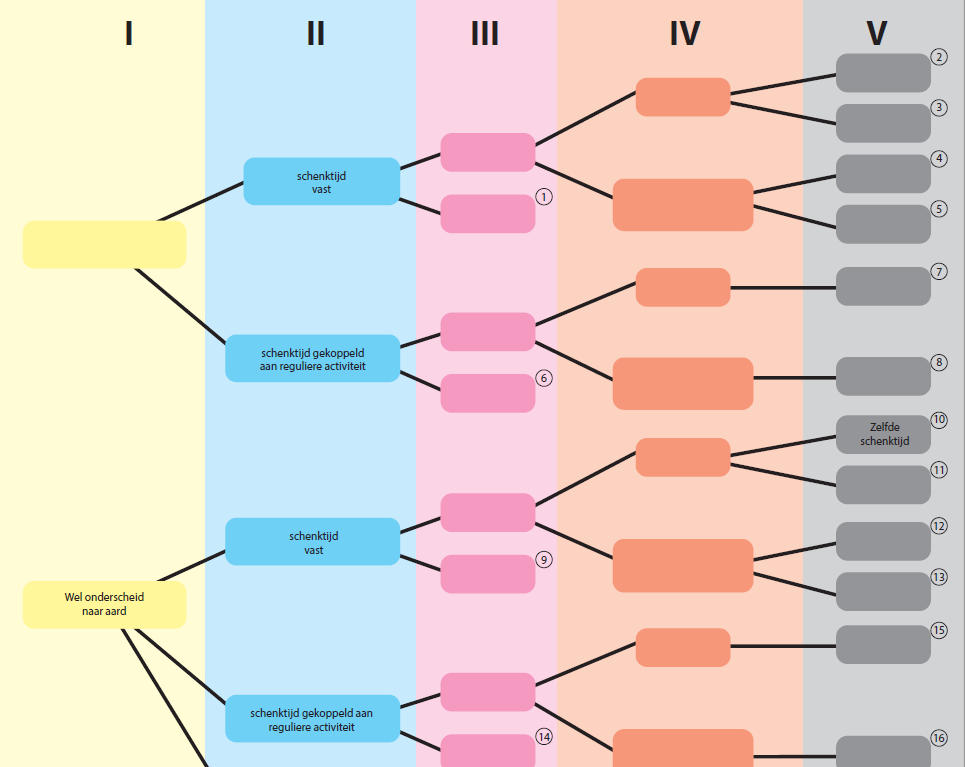 I
II
III
IV
V
2
3
schenktijd
vast
4
1
5
7
schenktijd gekoppeld
aan reguliere activiteit
6
8
10
Zelfde
schenktijd
11
schenktijd
vast
12
9
13
Wel onderscheid
naar aard
15
schenktijd gekoppeld aan
reguliere activiteit
14
16